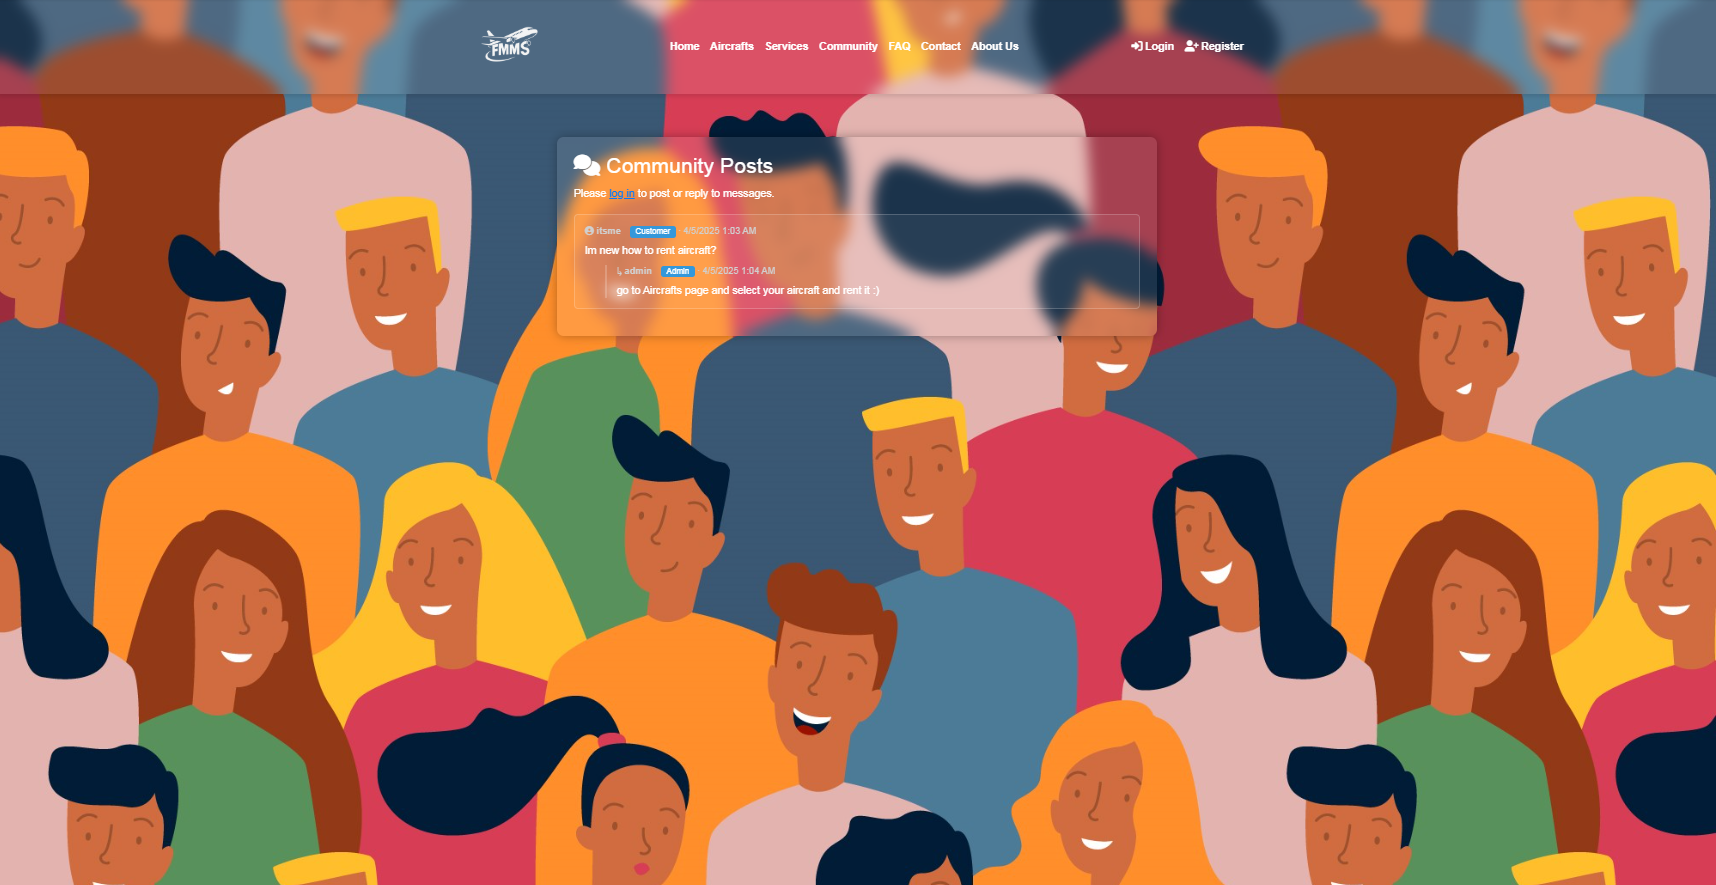 FMMS
Home Aircrafts Services Community FAQ Contact About Us
Login Register
Community Posts
Please log in to post or reply to messages.
itsme Customer · 4/5/2025 1:03 AM
Im new how to rent aircraft?
↳ admin Admin · 4/5/2025 1:04 AM
go to Aircrafts page and select your aircraft and rent it :)